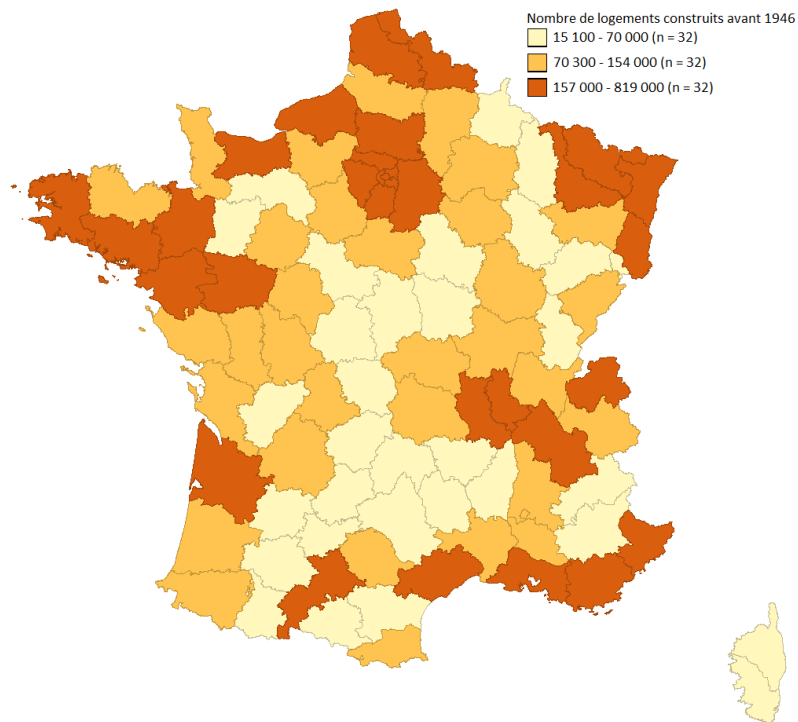 Nombre de logements construits avant 1946
15 100 - 70 000 (n = 32)
70 300 - 154 000 (n = 32)
157 000 - 819 000 (n = 32)